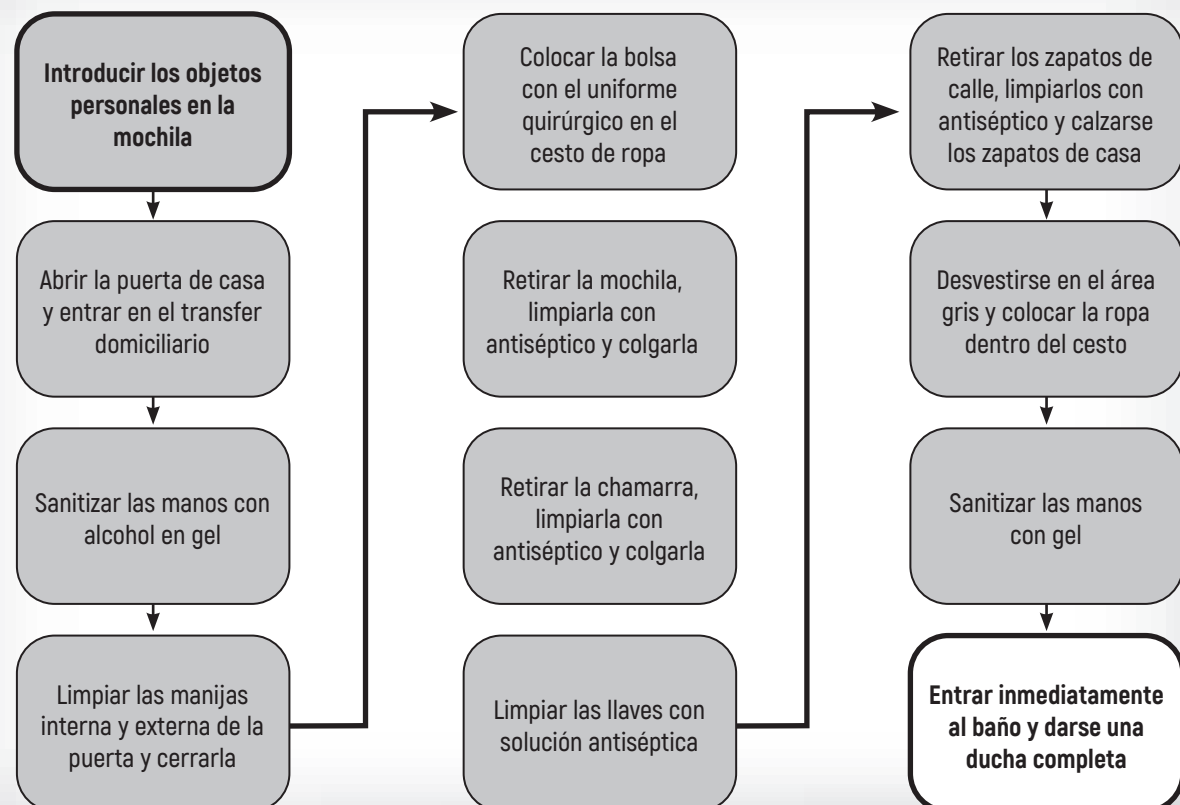 Introducir los objetos
personales en la
mochila
Abrir la puerta de casa
y entrar en el transfer
domiciliario
Sanitizar las manos con
alcohol en gel
Limpiar las manijas
interna y externa de la
puerta y cerrarla
Colocar la bolsa
con el uniforme
quirúrgico en el
cesto de ropa
Retirar la mochila,
limpiarla con
antiséptico y colgarla
Retirar la chamarra,
limpiarla con
antiséptico y colgarla
Limpiar las llaves con
solución antiséptica
Retirar los zapatos de
calle, limpiarlos con
antiséptico y calzarse
los zapatos de casa
Desvestirse en el área
gris y colocar la ropa
dentro del cesto
Sanitizar las manos
con gel
Entrar inmediatamente
al baño y darse una
ducha completa